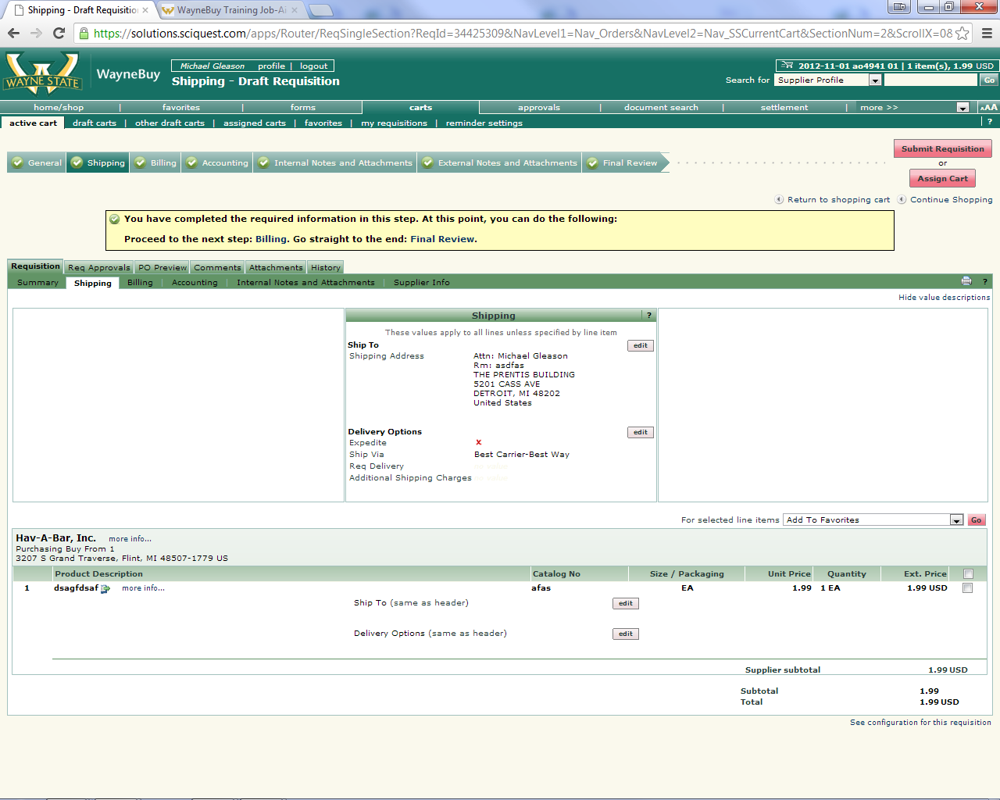 Shipping - Draft Requisition
WayneBuy Training Job-Ai
https://solutions.sciquest.com/apps/Router/ReqSingleSection?ReqId=34425309&NavLevel1=Nav_Orders&NavLevel2=Nav_SSCurrentCart&SectionNum=2&ScrollX=08
WAYNE STATE
WayneBuy
Michael Gleason profile | logout
2012-11-01 ao4941 01 | 1 item(s), 1.99 USD
Shipping - Draft Requisition
Search for Supplier Profile Go
home/shop | favorites | forms carts approvals | document search | settlement | more >> AAA
active cart draft carts | other draft carts | assigned carts | favorites | my requisitions | reminder settings | ?
Submit Requisition
General Shipping Billing Accounting Internal Notes and Attachments External Notes and Attachments Final Review
or
Assign Cart
Return to shopping cart Continue Shopping
You have completed the required information in this step. At this point, you can do the following:
Proceed to the next step: Billing. Go straight to the end: Final Review.
Requisition Req Approvals PO Preview Comments Attachments History
Summary Shipping Billing | Accounting | Internal Notes and Attachments | Supplier Info ?
Hide value descriptions
Shipping ?
These values apply to all lines unless specified by line item
Ship To edit
Shipping Address Attn: Michael Gleason
Rm: asdfas
THE PRENTIS BUILDING
5201 CASS AVE
DETROIT, MI 48202
United States
Delivery Options edit
Expedite x
Ship Via Best Carrier-Best Way
Req Delivery
Additional Shipping Charges
For selected line items Add To Favorites Go
Hav-A-Bar, Inc. more info...
Purchasing Buy From 1
3207 S Grand Traverse, Flint, MI 48507-1779 US
Product Description Catalog No Size / Packaging Unit Price Quantity Ext. Price
1 dsagfdsaf more info... afas EA 1.99 1 EA 1.99 USD
Ship To (same as header) edit
Delivery Options (same as header) edit
Supplier subtotal 1.99 USD
Subtotal 1.99
Total 1.99 USD
See configuration for this requisition